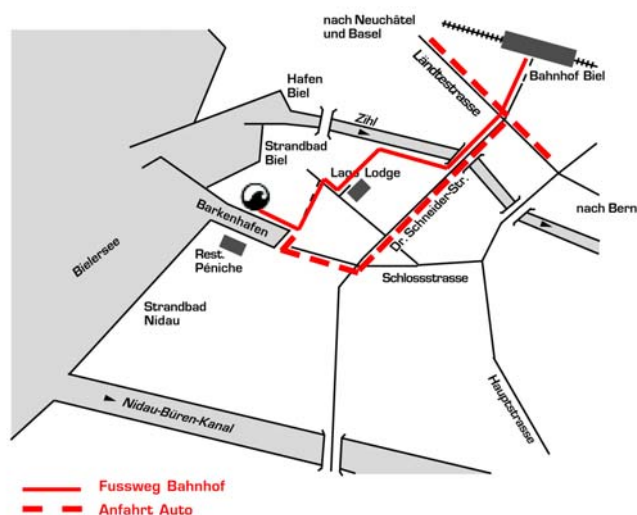 nach Neuchâtel
und Basel
Bahnhof Biel
Ländtestrasse
Hafen
Biel
Zihl
Strandbad
Biel
Lago Lodge
Dr. Schneider-Str.
nach Bern
Barkenhafen
Bielersee
Rest.
Péniche
Schlossstrasse
Strandbad
Nidau
Hauptstrasse
Nidau-Büren-Kanal
Fussweg Bahnhof
Anfahrt Auto